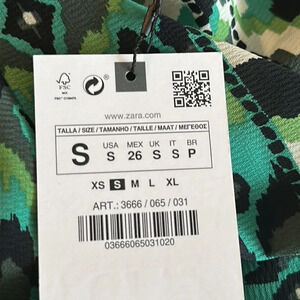 FSC
www.zara.com
TALLA / SIZE / TAMANHO / TAILLE / MAAT / ΜΕΓΕΘΟΣ
S
USA MEX UK IT BR
S 26 S S P
XS S M L XL
ART.: 3666 / 065 / 031
03666065031020